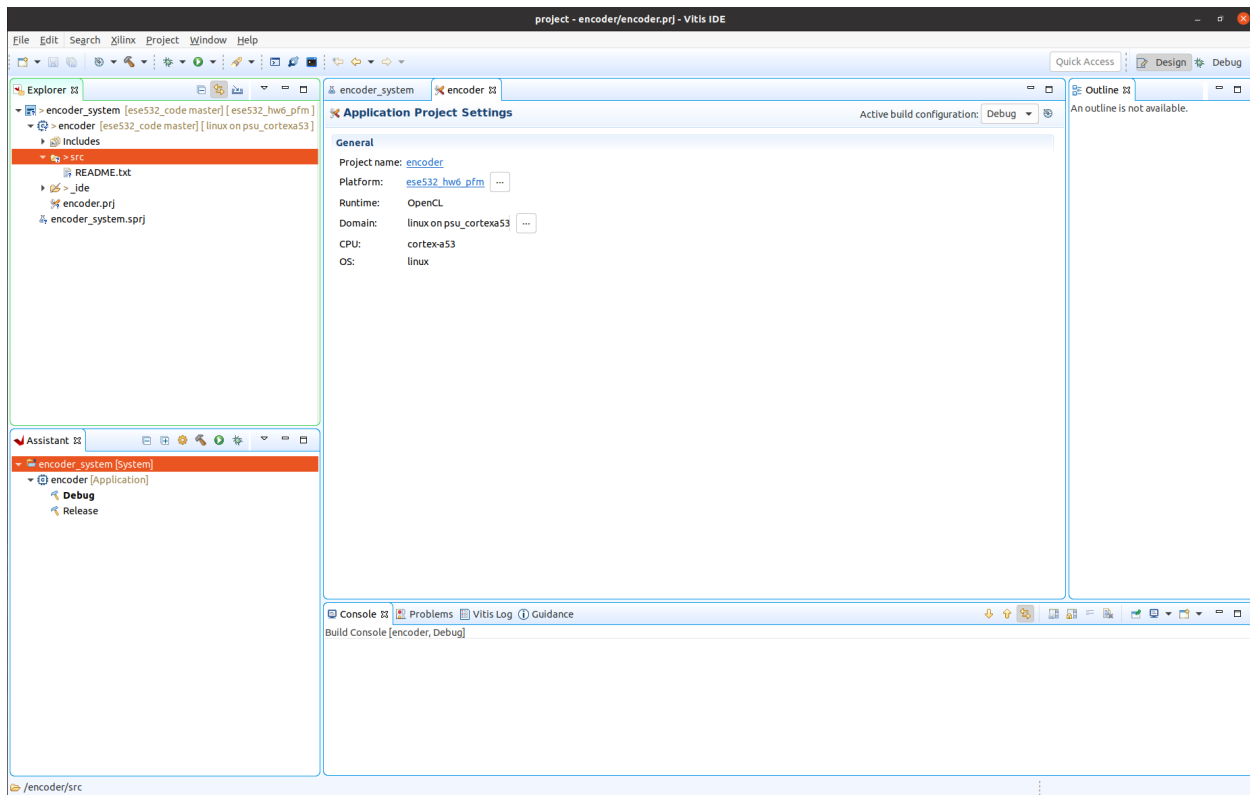 project - encoder/encoder.prj - Vitis IDE
File Edit Search Xilinx Project Window Help
Quick Access
Design
Debug
Explorer
> encoder_system [ese532_code master] [ ese532_hw6_pfm ]
> encoder [ese532_code master] [ linux on psu_cortexa53 ]
Includes
> src
README.txt
> _ide
encoder.prj
encoder_system.sprj
encoder_system
encoder
Application Project Settings
Active build configuration: Debug
General
Project name: encoder
Platform: ese532_hw6_pfm ...
Runtime: OpenCL
Domain: linux on psu_cortexa53 ...
CPU: cortex-a53
OS: linux
Outline
An outline is not available.
Assistant
encoder_system [System]
encoder [Application]
Debug
Release
Console Problems Vitis Log Guidance
Build Console [encoder, Debug]
/encoder/src